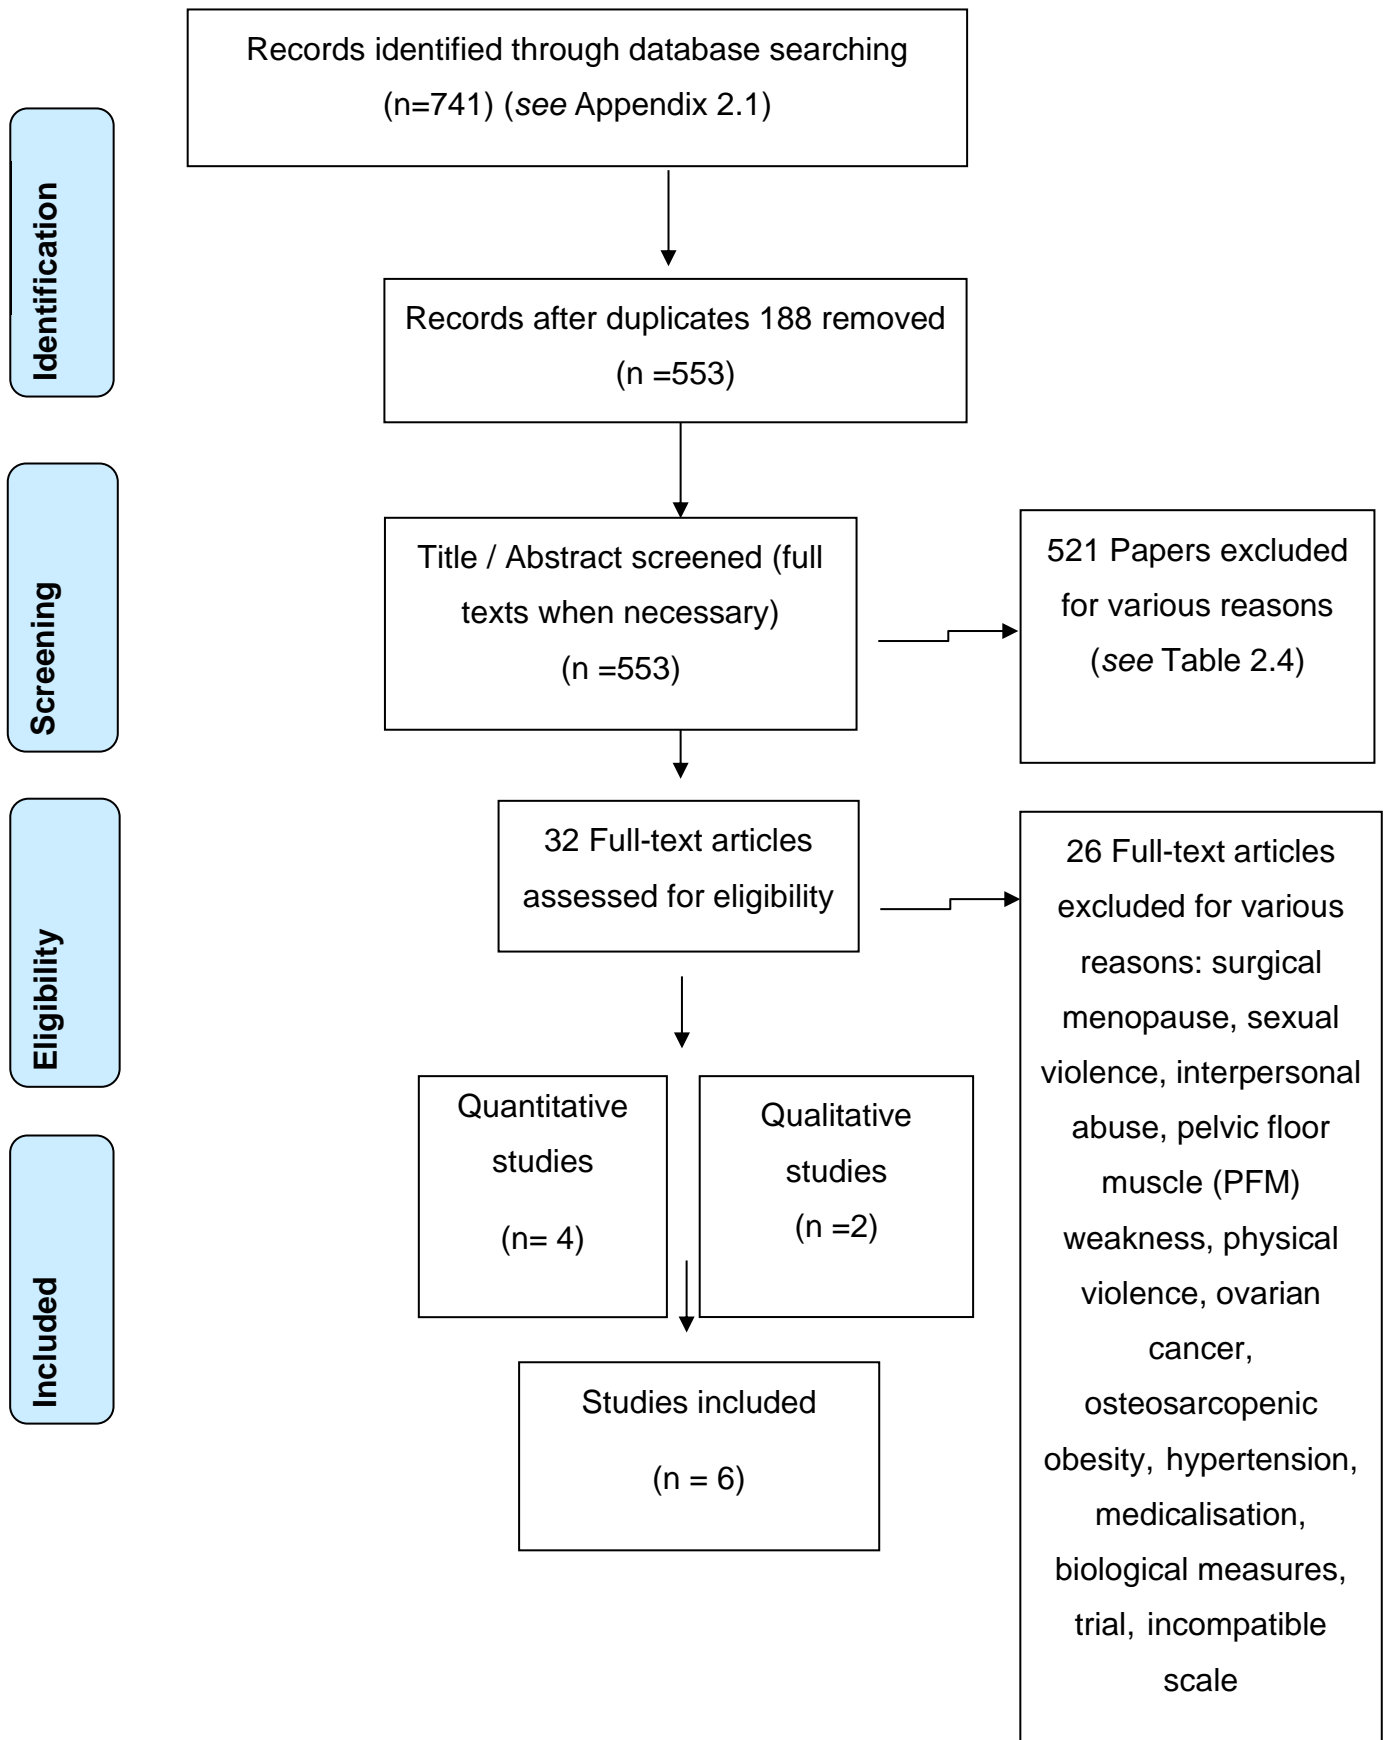 Records identified through database searching
(n=741) (see Appendix 2.1)
Identification
Records after duplicates 188 removed
(n =553)
Screening
Title / Abstract screened (full
texts when necessary)
(n =553)
521 Papers excluded
for various reasons
(see Table 2.4)
Eligibility
32 Full-text articles
assessed for eligibility
26 Full-text articles
excluded for various
reasons: surgical
menopause, sexual
violence, interpersonal
abuse, pelvic floor
muscle (PFM)
weakness, physical
violence, ovarian
cancer,
osteosarcopenic
obesity, hypertension,
medicalisation,
biological measures,
trial, incompatible
scale
Quantitative
studies
(n= 4)
Qualitative
studies
(n =2)
Included
Studies included
(n = 6)